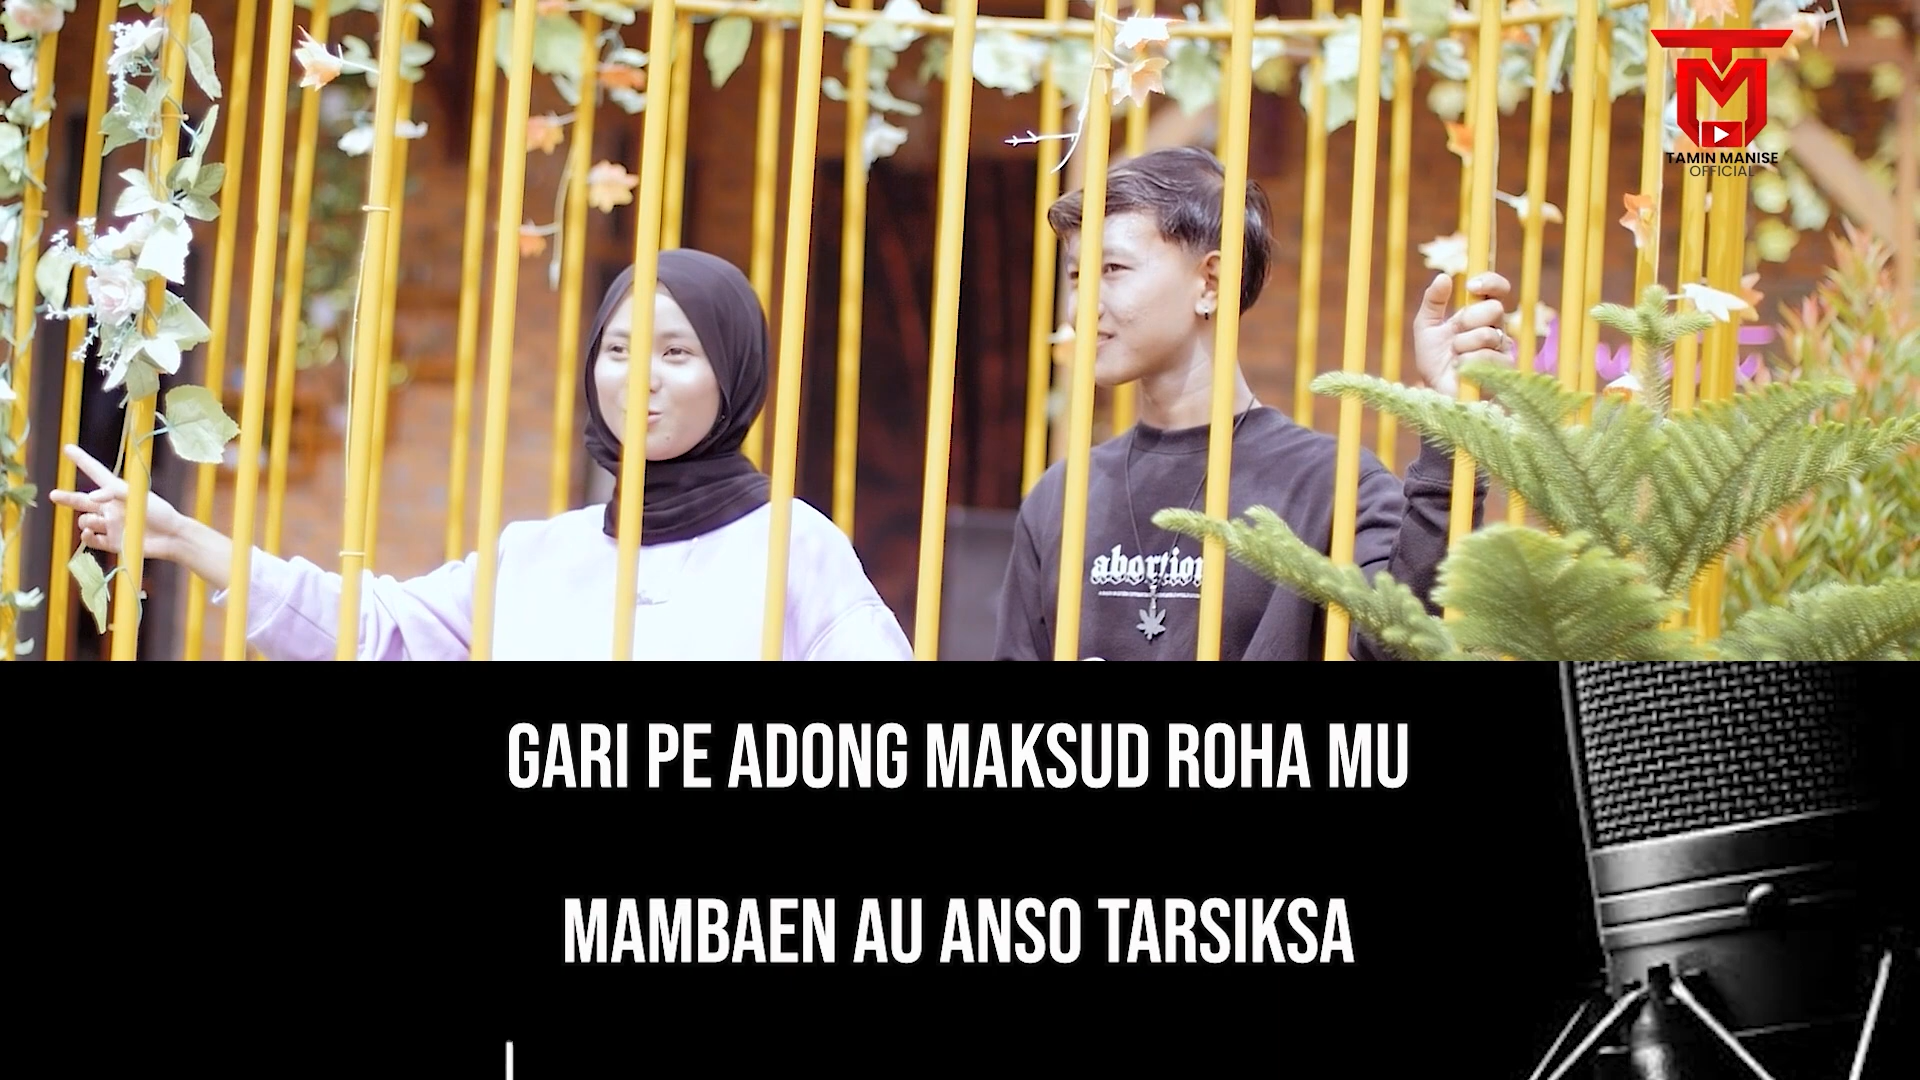 TAMIN MANISE
OFFICIAL
abortion
GARI PE ADONG MAKSUD ROHA MU
MAMBAEN AU ANSO TARSIKSA